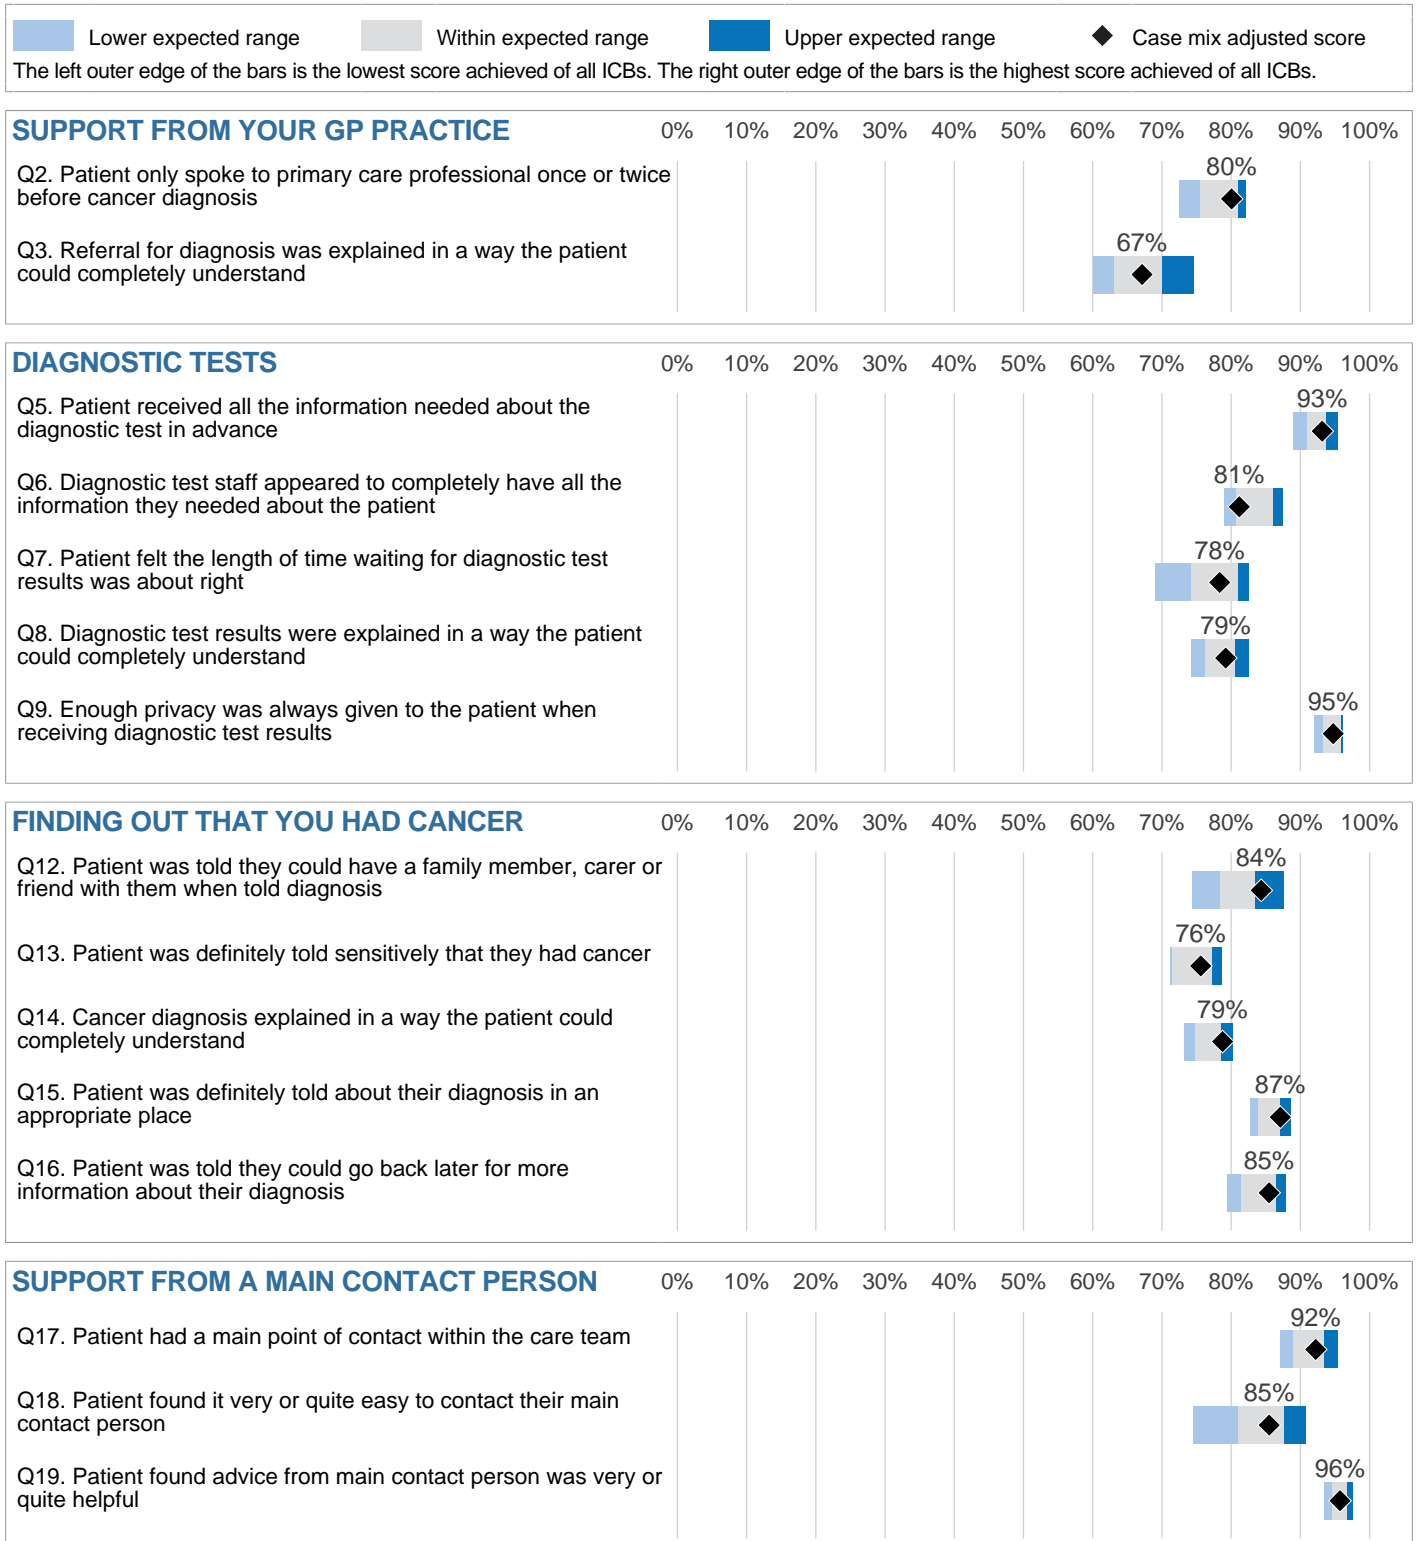 Lower expected range Within expected range Upper expected range Case mix adjusted score
The left outer edge of the bars is the lowest score achieved of all ICBs. The right outer edge of the bars is the highest score achieved of all ICBs.
SUPPORT FROM YOUR GP PRACTICE 0% 10% 20% 30% 40% 50% 60% 70% 80% 90% 100%
80%
Q2. Patient only spoke to primary care professional once or twice
before cancer diagnosis
67%
Q3. Referral for diagnosis was explained in a way the patient
could completely understand
DIAGNOSTIC TESTS 0% 10% 20% 30% 40% 50% 60% 70% 80% 90% 100%
93%
Q5. Patient received all the information needed about the
diagnostic test in advance
81%
Q6. Diagnostic test staff appeared to completely have all the
information they needed about the patient
78%
Q7. Patient felt the length of time waiting for diagnostic test
results was about right
79%
Q8. Diagnostic test results were explained in a way the patient
could completely understand
95%
Q9. Enough privacy was always given to the patient when
receiving diagnostic test results
FINDING OUT THAT YOU HAD CANCER 0% 10% 20% 30% 40% 50% 60% 70% 80% 90% 100%
84%
Q12. Patient was told they could have a family member, carer or
friend with them when told diagnosis
76%
Q13. Patient was definitely told sensitively that they had cancer
79%
Q14. Cancer diagnosis explained in a way the patient could
completely understand
87%
Q15. Patient was definitely told about their diagnosis in an
appropriate place
85%
Q16. Patient was told they could go back later for more
information about their diagnosis
SUPPORT FROM A MAIN CONTACT PERSON 0% 10% 20% 30% 40% 50% 60% 70% 80% 90% 100%
92%
Q17. Patient had a main point of contact within the care team
85%
Q18. Patient found it very or quite easy to contact their main
contact person
96%
Q19. Patient found advice from main contact person was very or
quite helpful